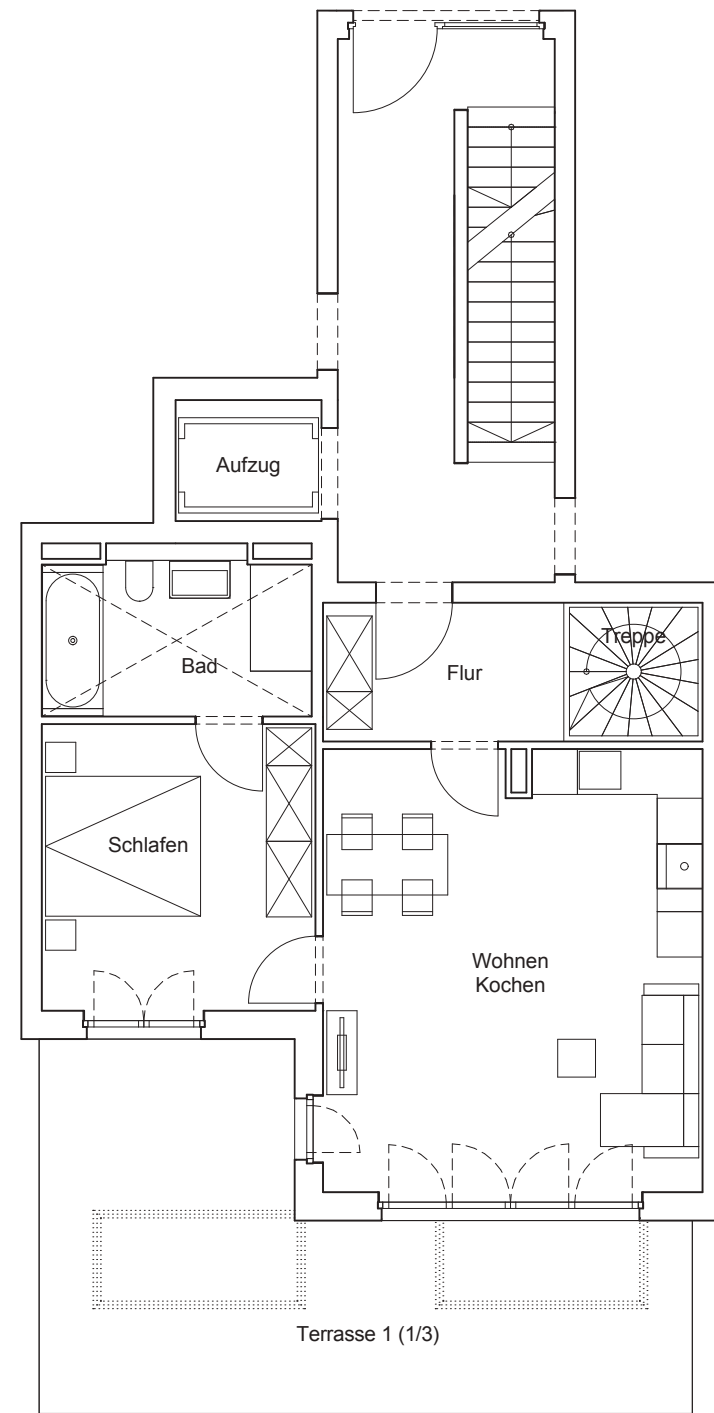 Aufzug
Treppe
Bad
Flur
Schlafen
Wohnen
Kochen
Terrasse 1 (1/3)